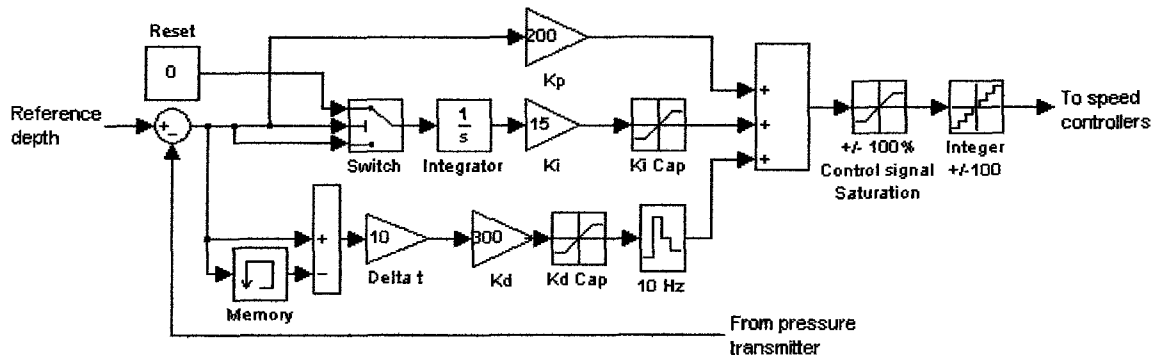 Reset
0
Reference
depth
+
−
Switch
1
s
Integrator
200
Kp
15
Ki
Ki Cap
+
+
+
+/- 100%
Control signal
Saturation
Integer
+/-100
To speed
controllers
+
−
Memory
10
Delta t
300
Kd
Kd Cap
10 Hz
From pressure
transmitter